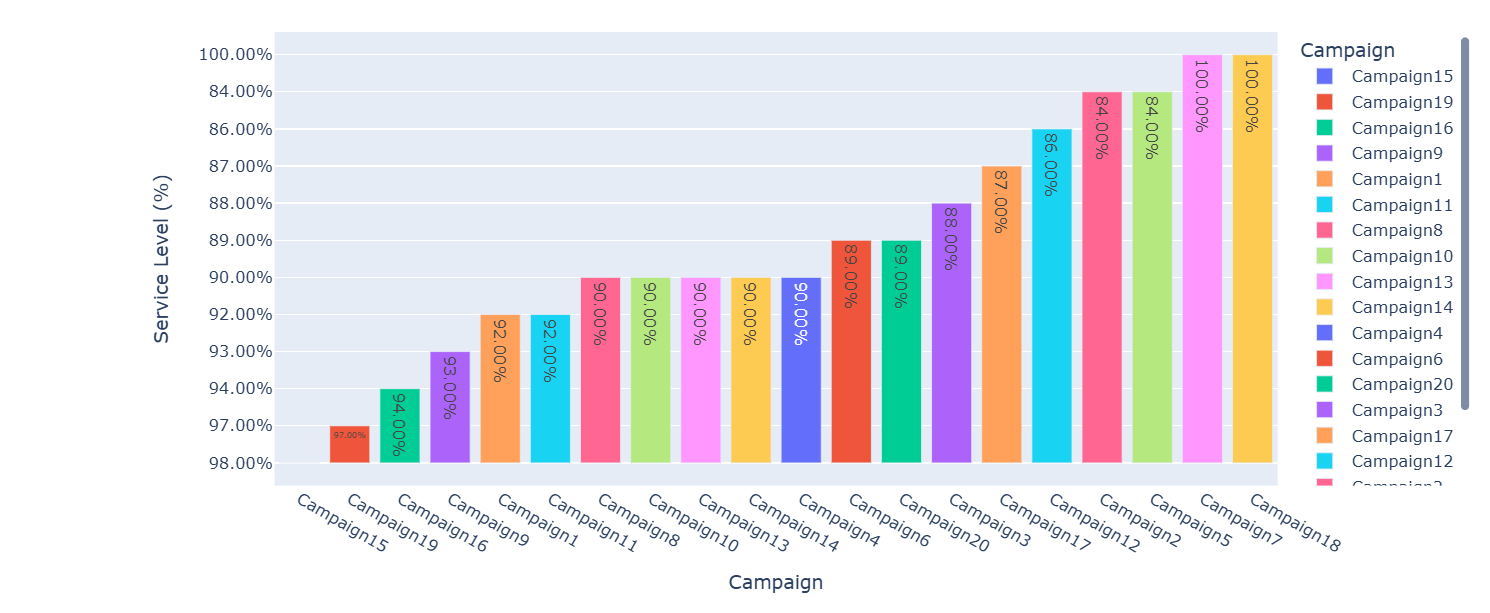 100.00%
84.00%
86.00%
87.00%
88.00%
89.00%
90.00%
92.00%
93.00%
94.00%
97.00%
98.00%
Service Level (%)
97.00%
94.00%
93.00%
92.00%
92.00%
90.00%
90.00%
90.00%
90.00%
90.00%
89.00%
89.00%
88.00%
87.00%
86.00%
84.00%
84.00%
100.00%
100.00%
Campaign15
Campaign19
Campaign16
Campaign9
Campaign1
Campaign11
Campaign8
Campaign10
Campaign13
Campaign14
Campaign4
Campaign6
Campaign20
Campaign3
Campaign17
Campaign12
Campaign2
Campaign5
Campaign7
Campaign18
Campaign
Campaign
Campaign15
Campaign19
Campaign16
Campaign9
Campaign1
Campaign11
Campaign8
Campaign10
Campaign13
Campaign14
Campaign4
Campaign6
Campaign20
Campaign3
Campaign17
Campaign12
Campaign2